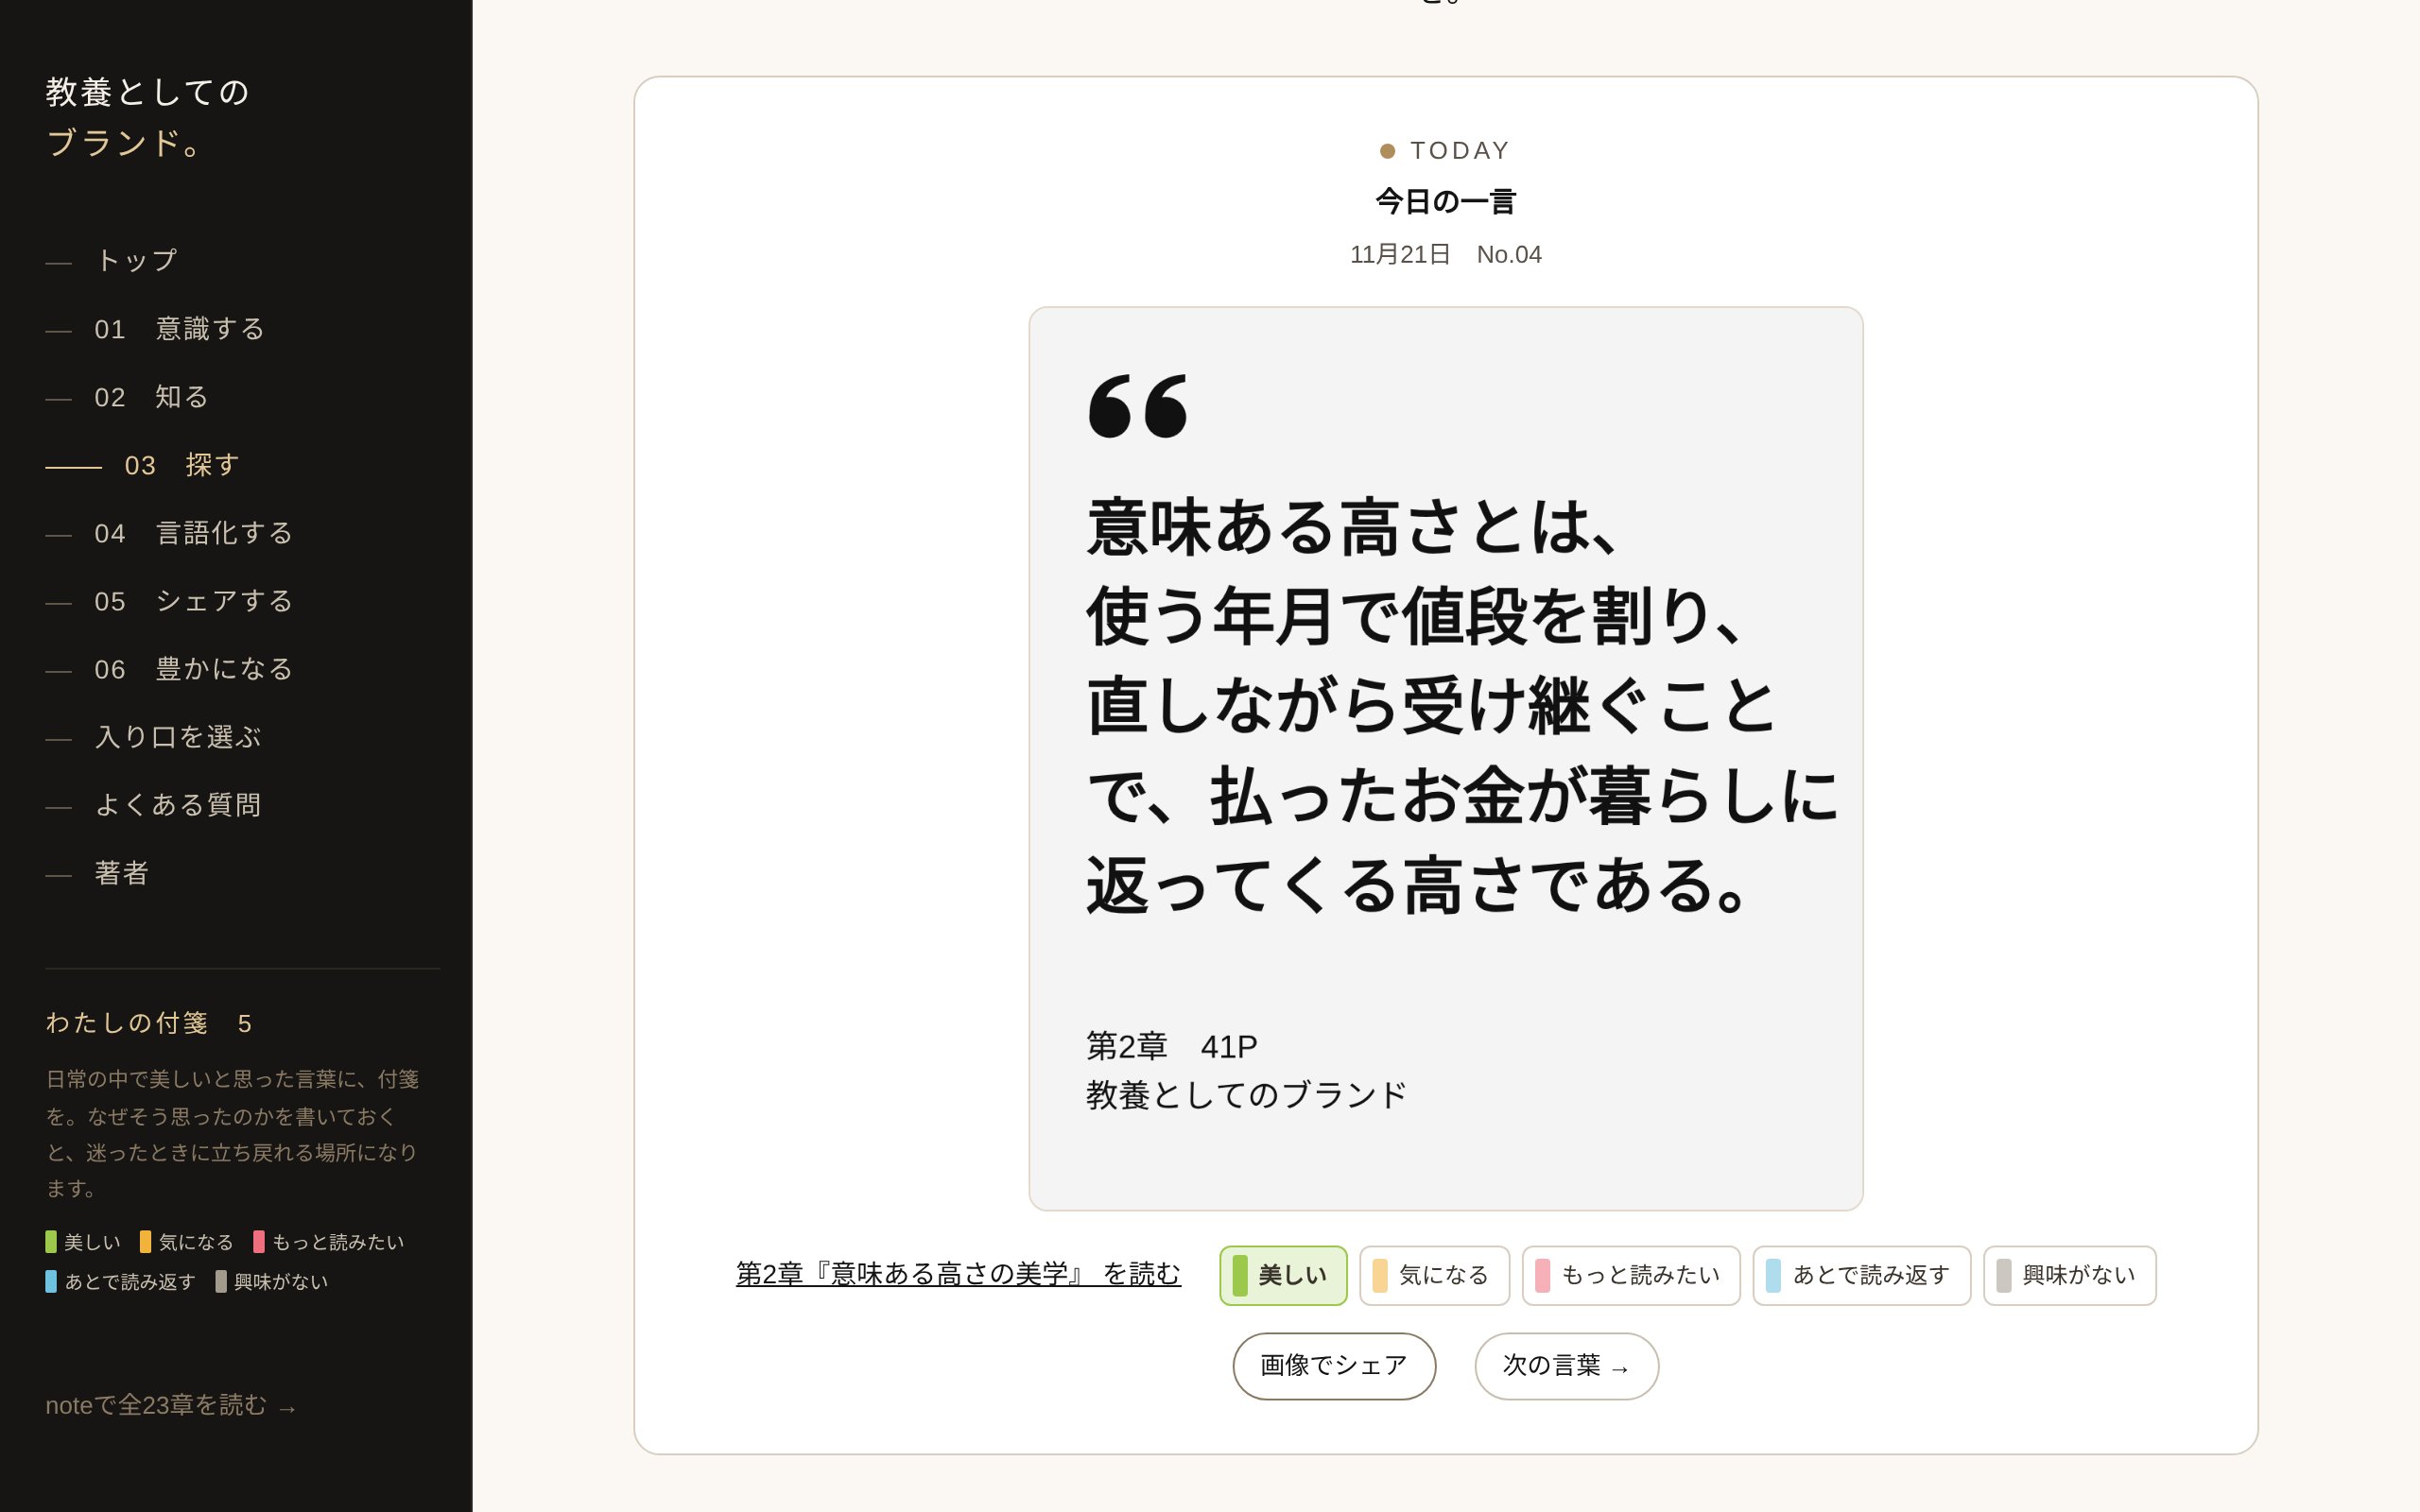 教養としての
ブランド。
トップ
01 意識する
02 知る
03 探す
04 言語化する
05 シェアする
06 豊かになる
入り口を選ぶ
よくある質問
著者
わたしの付箋 5
日常の中で美しいと思った言葉に、付箋
を。なぜそう思ったのかを書いておく
と、迷ったときに立ち戻れる場所になり
ます。
美しい 気になる もっと読みたい
あとで読み返す 興味がない
noteで全23章を読む →
TODAY
今日の一言
11月21日 No.04
“
意味ある高さとは、
使う年月で値段を割り、
直しながら受け継ぐこと
で、払ったお金が暮らしに
返ってくる高さである。
第2章 41P
教養としてのブランド
第2章『意味ある高さの美学』 を読む
美しい 気になる もっと読みたい あとで読み返す 興味がない
画像でシェア 次の言葉 →